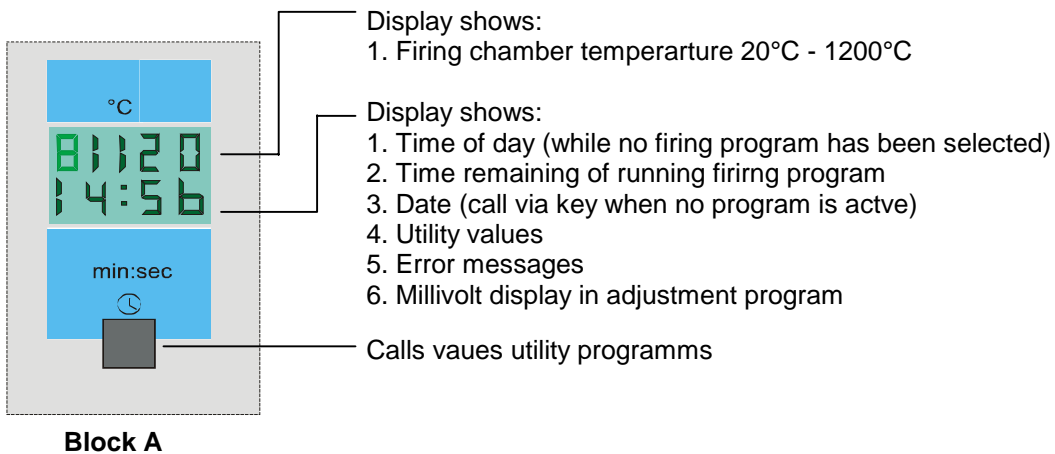 Display shows:
1. Firing chamber temperarture 20°C - 1200°C
°C
81120
14:56
Display shows:
1. Time of day (while no firing program has been selected)
2. Time remaining of running firirng program
3. Date (call via key when no program is actve)
4. Utility values
5. Error messages
6. Millivolt display in adjustment program
min:sec
Calls vaues utility programms
Block A